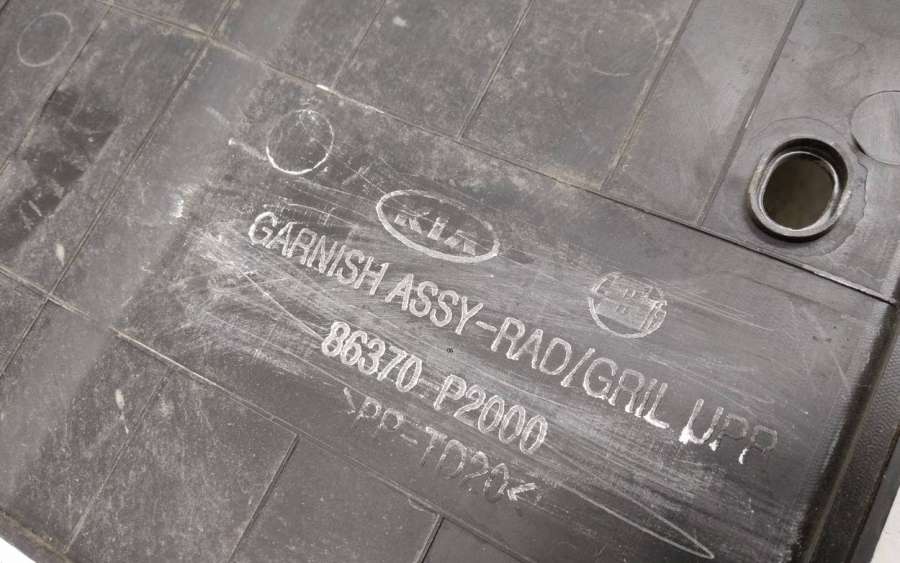 KIA
GARNISH ASSY-RAD/GRIL UPR
86370-P2000
>PP-TD20<